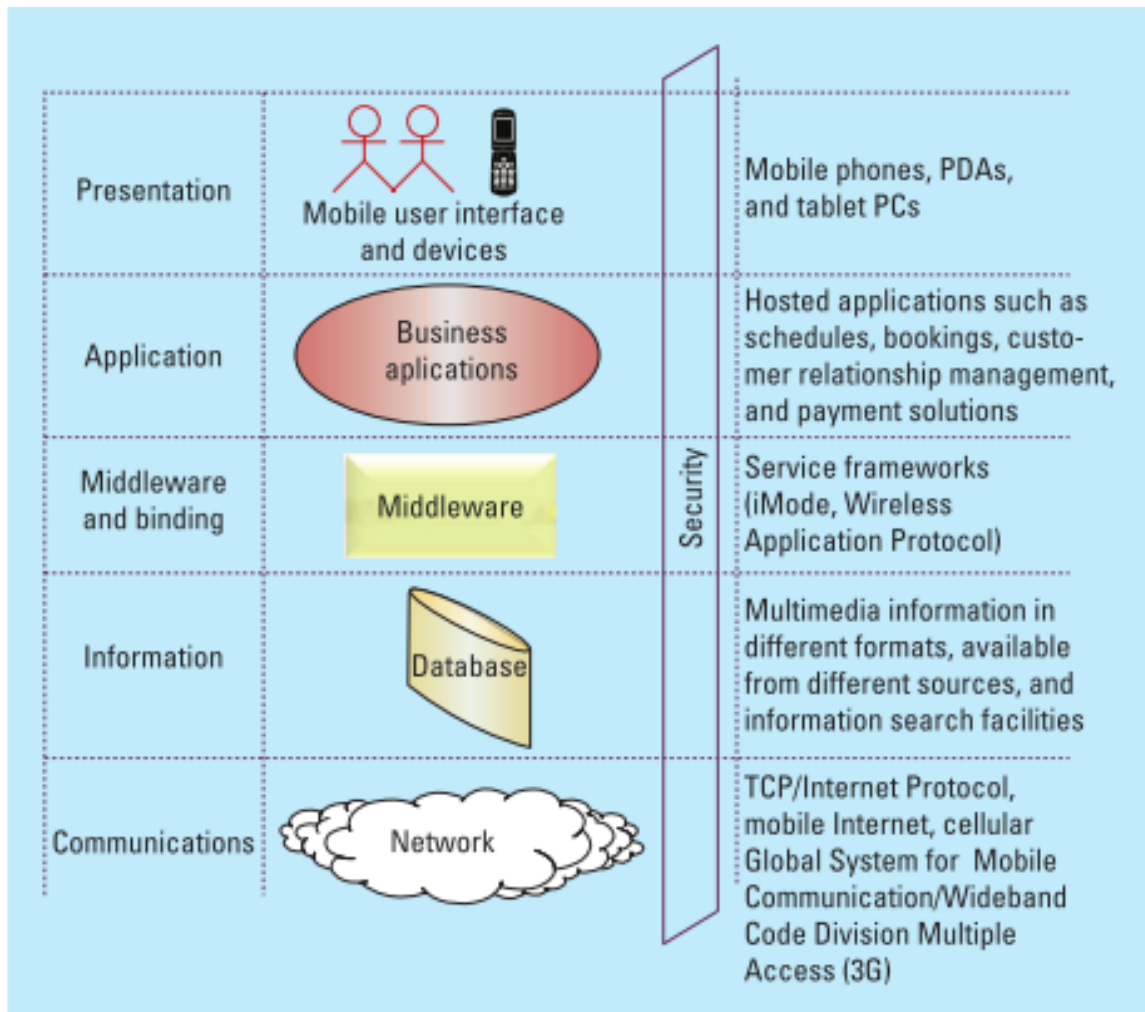 Presentation
Mobile user interface
and devices
Mobile phones, PDAs,
and tablet PCs
Application
Business
aplications
Hosted applications such as
schedules, bookings, custo-
mer relationship management,
and payment solutions
Middleware
and binding
Middleware
Security
Service frameworks
(iMode, Wireless
Application Protocol)
Information
Database
Multimedia information in
different formats, available
from different sources, and
information search facilities
Communications
Network
TCP/Internet Protocol,
mobile Internet, cellular
Global System for Mobile
Communication/Wideband
Code Division Multiple
Access (3G)